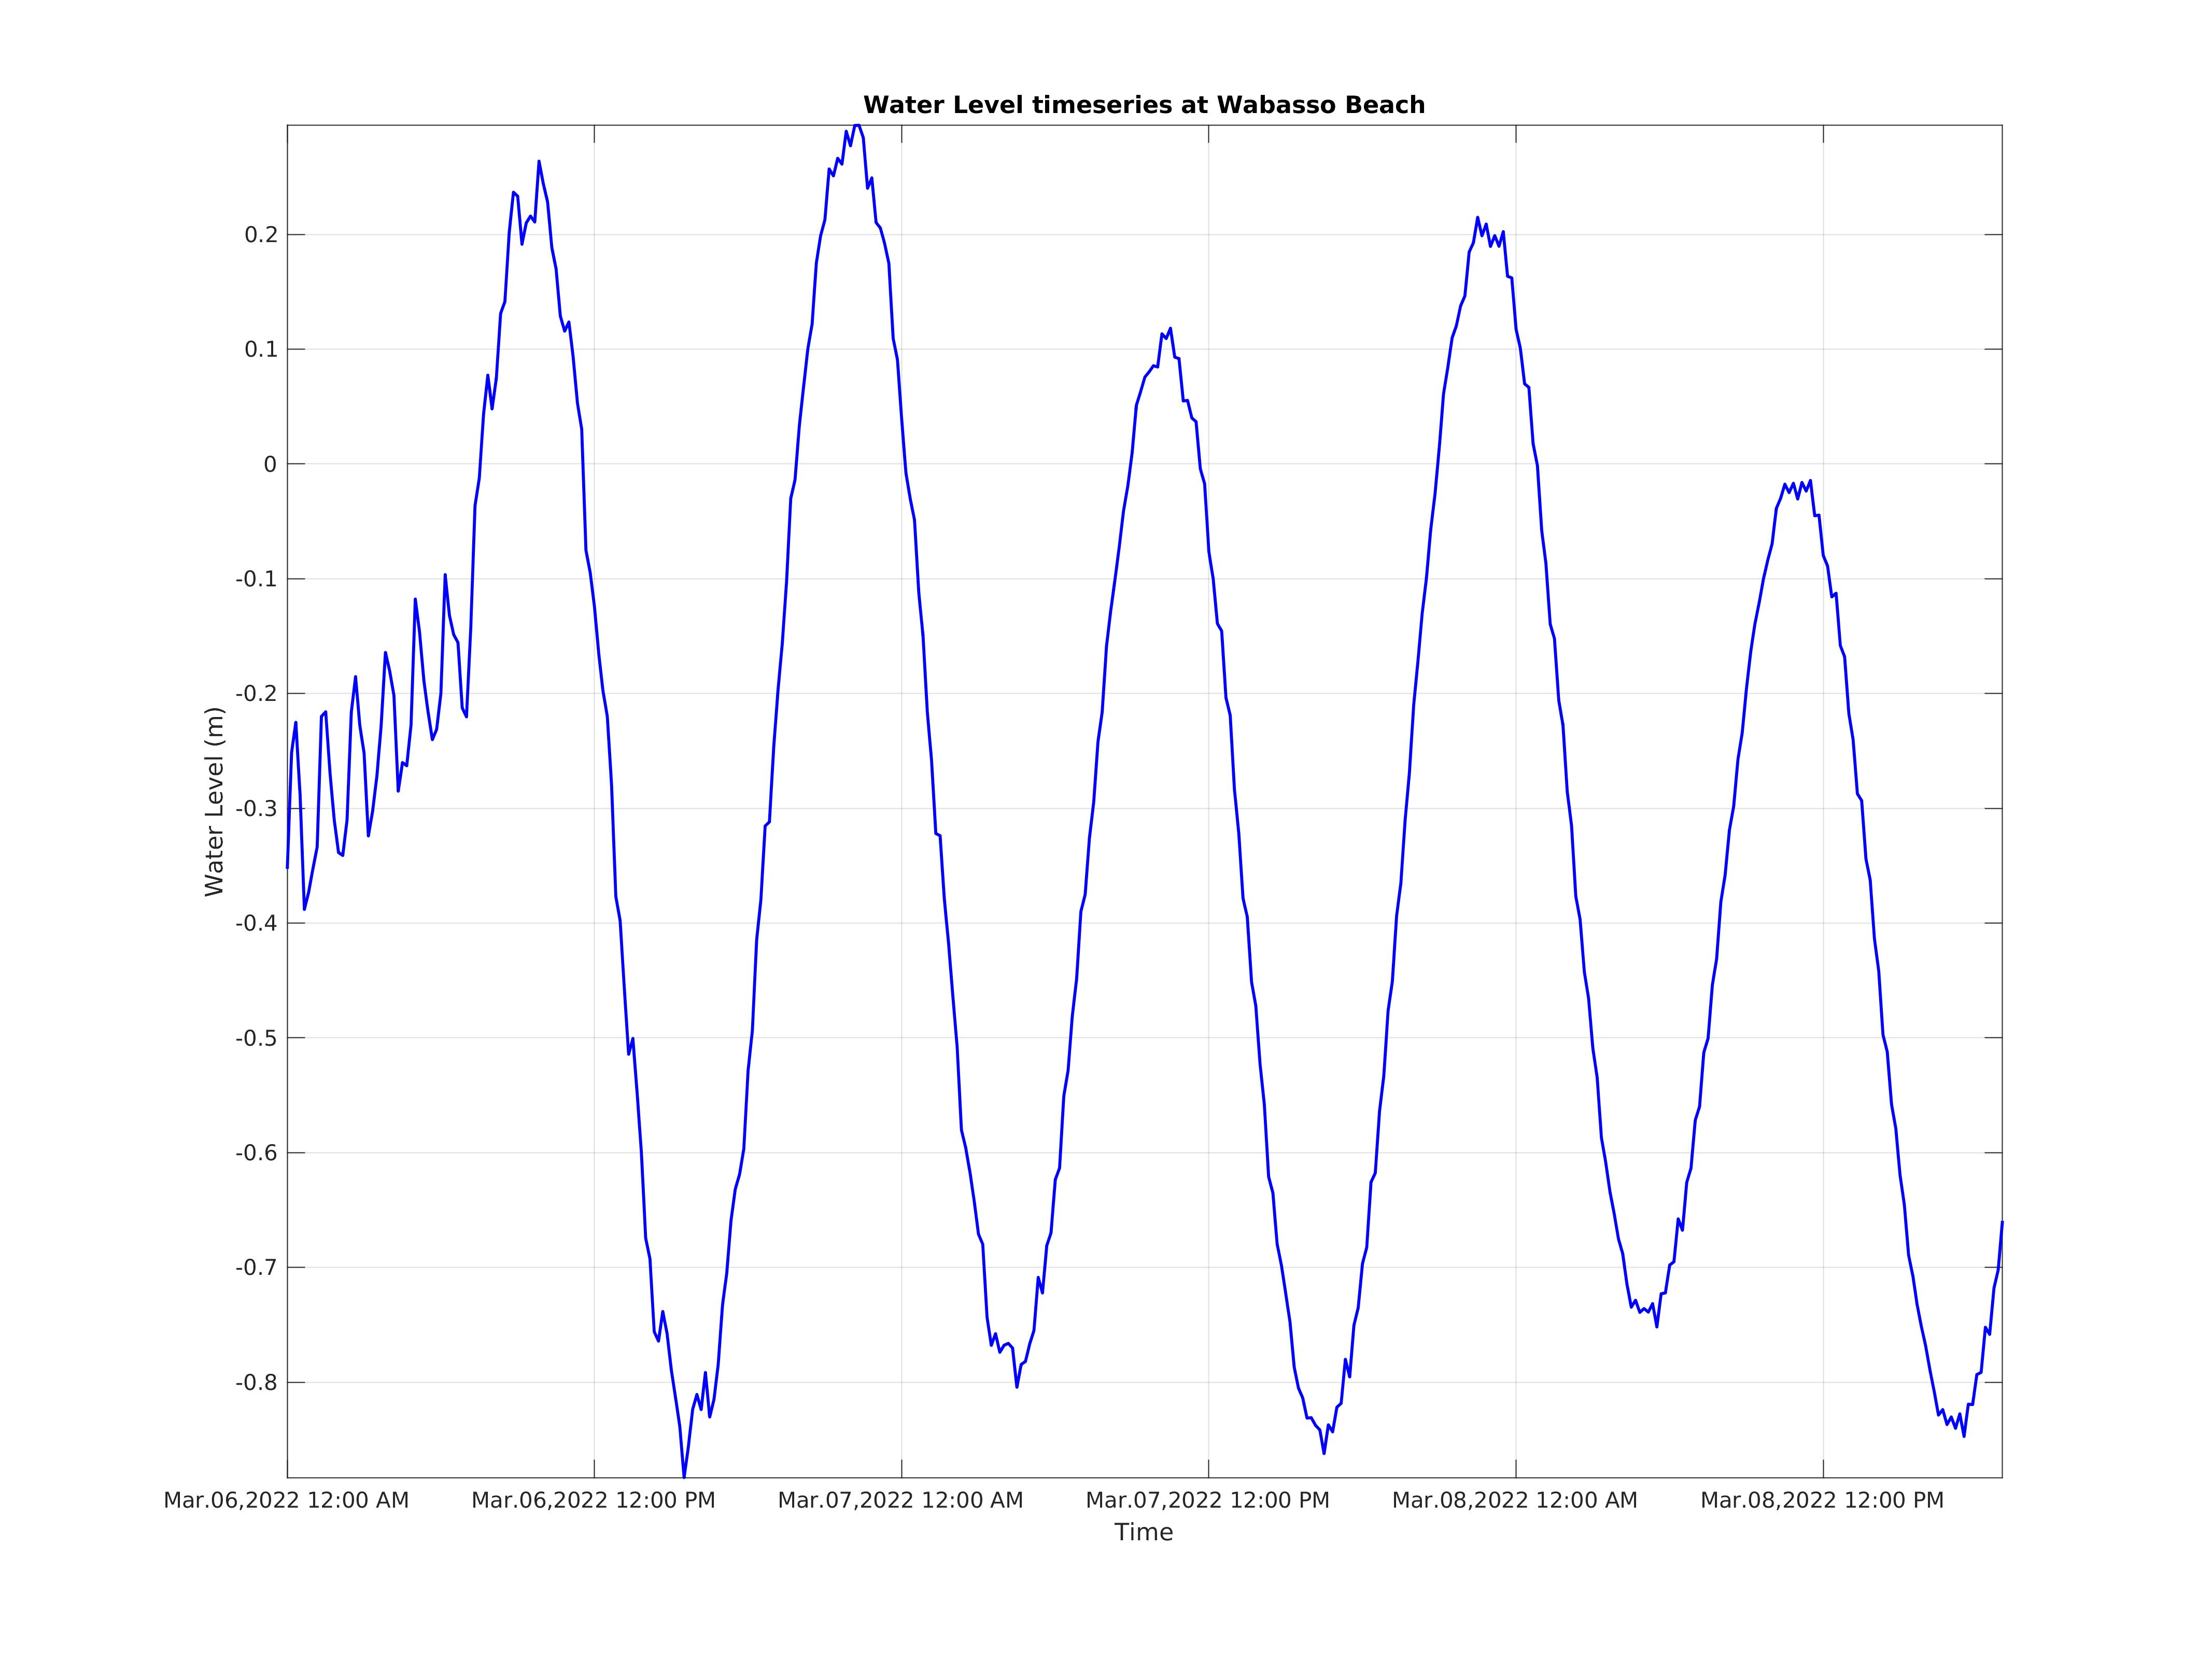 Water Level timeseries at Wabasso Beach
0.2
0.1
0
-0.1
-0.2
-0.3
-0.4
-0.5
-0.6
-0.7
-0.8
Water Level (m)
Mar.06,2022 12:00 AM
Mar.06,2022 12:00 PM
Mar.07,2022 12:00 AM
Mar.07,2022 12:00 PM
Mar.08,2022 12:00 AM
Mar.08,2022 12:00 PM
Time